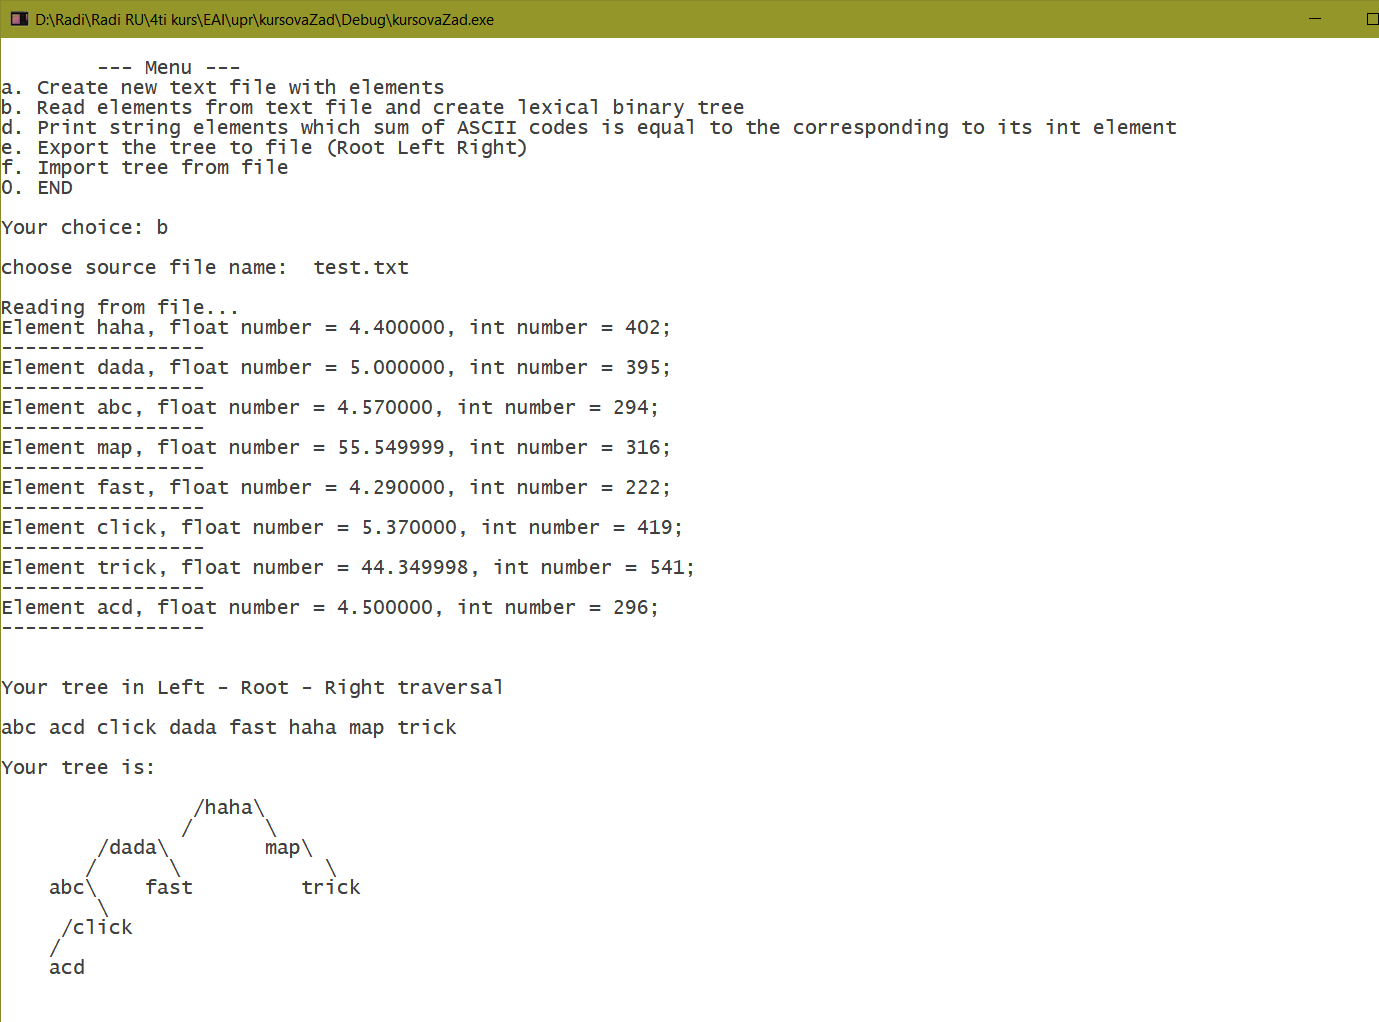 D:\Radi\Radi RU\4ti kurs\EAI\upr\kursovaZad\Debug\kursovaZad.exe
--- Menu ---
a. Create new text file with elements
b. Read elements from text file and create lexical binary tree
d. Print string elements which sum of ASCII codes is equal to the corresponding to its int element
e. Export the tree to file (Root Left Right)
f. Import tree from file
0. END
Your choice: b
choose source file name:  test.txt
Reading from file...
Element haha, float number = 4.400000, int number = 402;
-----------------
Element dada, float number = 5.000000, int number = 395;
-----------------
Element abc, float number = 4.570000, int number = 294;
-----------------
Element map, float number = 55.549999, int number = 316;
-----------------
Element fast, float number = 4.290000, int number = 222;
-----------------
Element click, float number = 5.370000, int number = 419;
-----------------
Element trick, float number = 44.349998, int number = 541;
-----------------
Element acd, float number = 4.500000, int number = 296;
-----------------
Your tree in Left - Root - Right traversal
abc acd click dada fast haha map trick
Your tree is:
/haha\
/      \
/dada\        map\
/      \            \
abc\    fast         trick
\
/click
/
acd